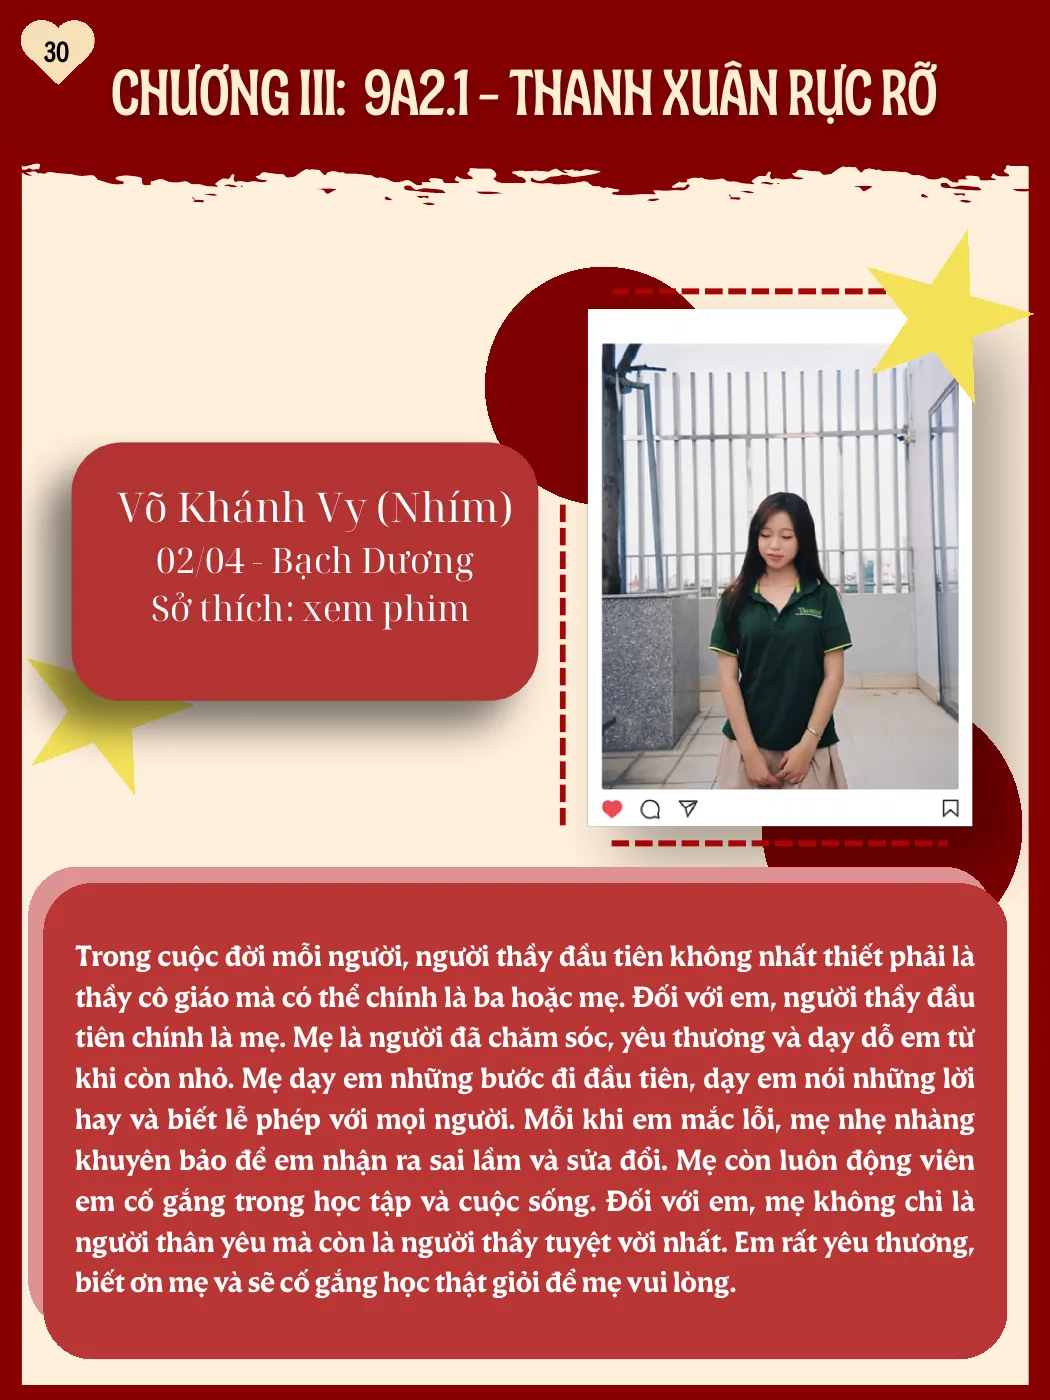 30
CHƯƠNG III: 9A2.1 - THANH XUÂN RỰC RỠ
Võ Khánh Vy (Nhím)
02/04 - Bạch Dương
Sở thích: xem phim
Trong cuộc đời mỗi người, người thầy đầu tiên không nhất thiết phải là
thầy cô giáo mà có thể chính là ba hoặc mẹ. Đối với em, người thầy đầu
tiên chính là mẹ. Mẹ là người đã chăm sóc, yêu thương và dạy dỗ em từ
khi còn nhỏ. Mẹ dạy em những bước đi đầu tiên, dạy em nói những lời
hay và biết lễ phép với mọi người. Mỗi khi em mắc lỗi, mẹ nhẹ nhàng
khuyên bảo để em nhận ra sai lầm và sửa đổi. Mẹ còn luôn động viên
em cố gắng trong học tập và cuộc sống. Đối với em, mẹ không chỉ là
người thân yêu mà còn là người thầy tuyệt vời nhất. Em rất yêu thương,
biết ơn mẹ và sẽ cố gắng học thật giỏi để mẹ vui lòng.